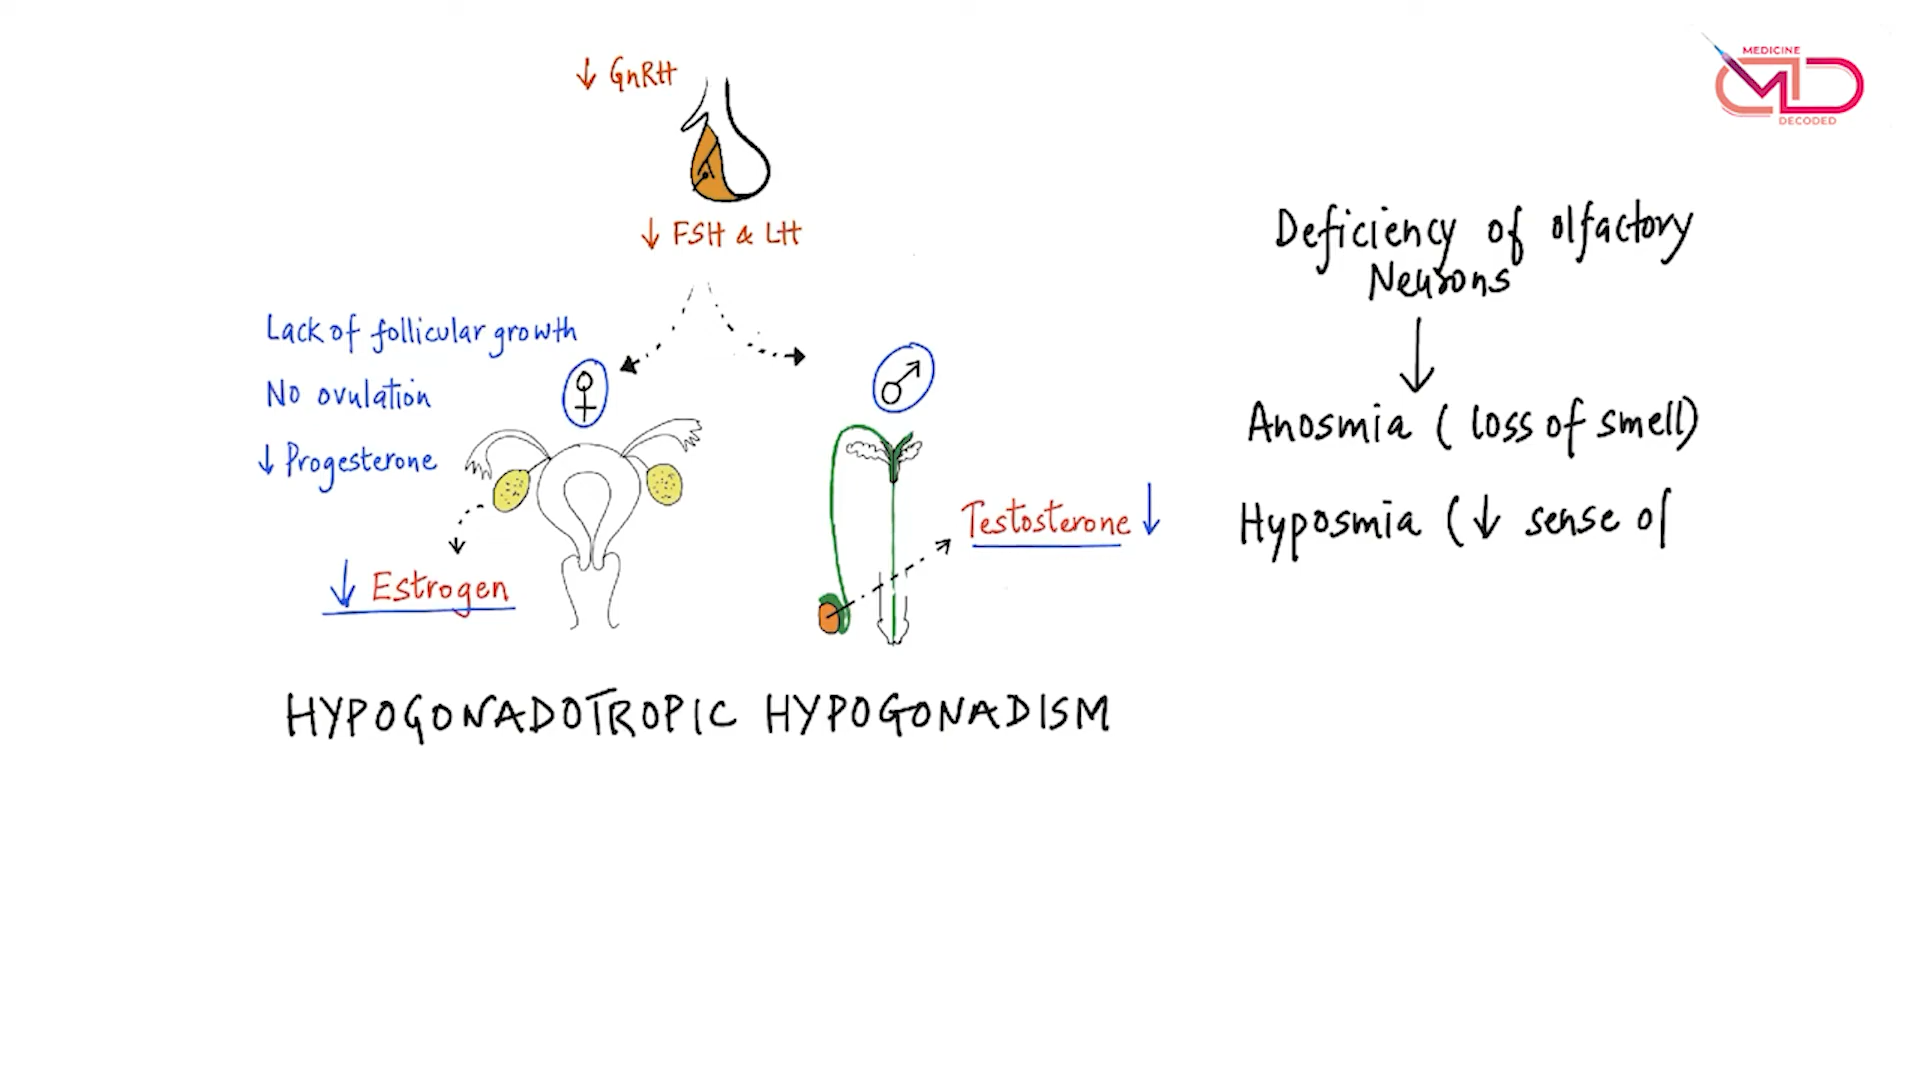 MEDICINE
DECODED
↓ GnRH
↓ FSH & LH
Lack of follicular growth
No ovulation
↓ Progesterone
↓ Estrogen
Testosterone ↓
HYPOGONADOTROPIC HYPOGONADISM
Deficiency of olfactory
Neurons
Anosmia ( loss of smell)
Hyposmia (↓ sense of